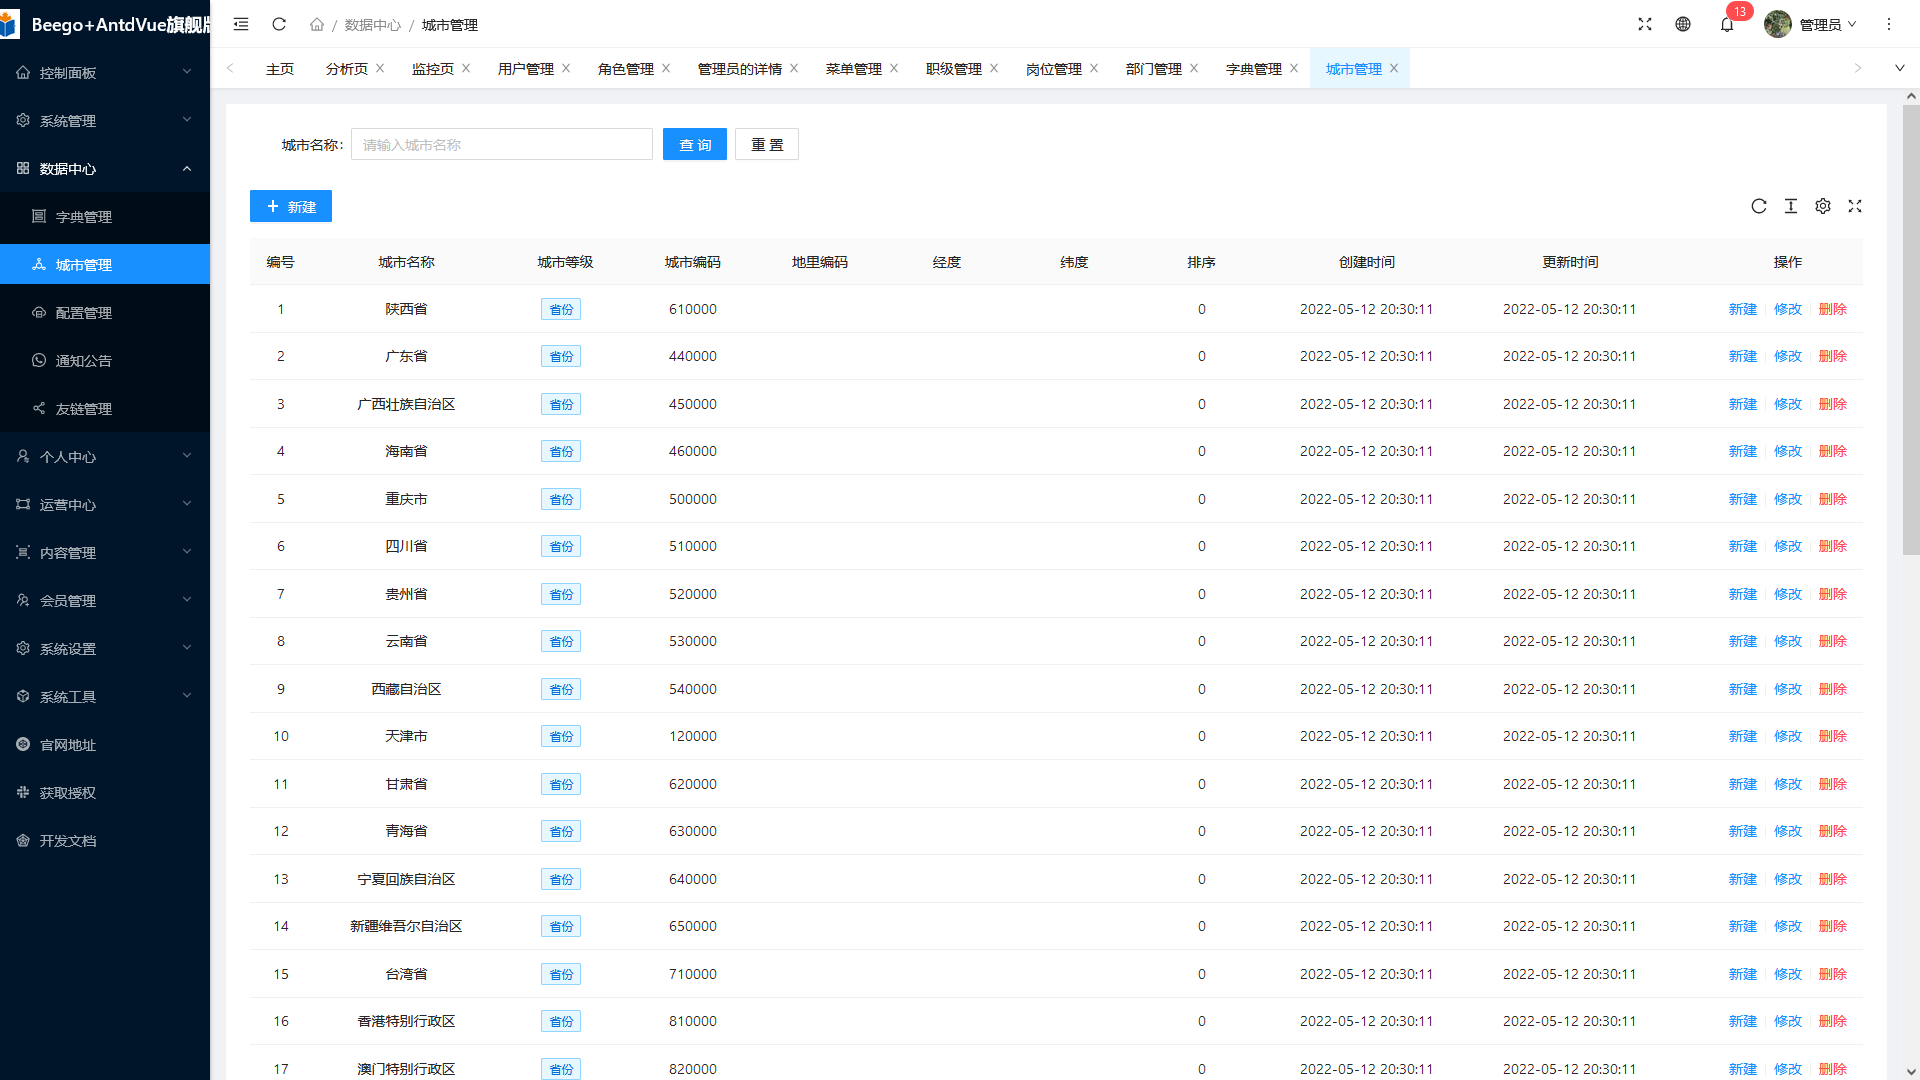 Beego+AntdVue旗舰
控制面板
系统管理
数据中心
字典管理
城市管理
配置管理
通知公告
友链管理
个人中心
运营中心
内容管理
会员管理
系统设置
系统工具
官网地址
获取授权
开发文档
/ 数据中心 / 城市管理
13
管理员
主页 分析页 监控页 用户管理 角色管理 管理员的详情 菜单管理 职级管理 岗位管理 部门管理 字典管理 城市管理
城市名称: 请输入城市名称 查 询 重 置
新建
编号 城市名称 城市等级 城市编码 地里编码 经度 纬度 排序 创建时间 更新时间 操作
1 陕西省 省份 610000 0 2022-05-12 20:30:11 2022-05-12 20:30:11 新建 修改 删除
2 广东省 省份 440000 0 2022-05-12 20:30:11 2022-05-12 20:30:11 新建 修改 删除
3 广西壮族自治区 省份 450000 0 2022-05-12 20:30:11 2022-05-12 20:30:11 新建 修改 删除
4 海南省 省份 460000 0 2022-05-12 20:30:11 2022-05-12 20:30:11 新建 修改 删除
5 重庆市 省份 500000 0 2022-05-12 20:30:11 2022-05-12 20:30:11 新建 修改 删除
6 四川省 省份 510000 0 2022-05-12 20:30:11 2022-05-12 20:30:11 新建 修改 删除
7 贵州省 省份 520000 0 2022-05-12 20:30:11 2022-05-12 20:30:11 新建 修改 删除
8 云南省 省份 530000 0 2022-05-12 20:30:11 2022-05-12 20:30:11 新建 修改 删除
9 西藏自治区 省份 540000 0 2022-05-12 20:30:11 2022-05-12 20:30:11 新建 修改 删除
10 天津市 省份 120000 0 2022-05-12 20:30:11 2022-05-12 20:30:11 新建 修改 删除
11 甘肃省 省份 620000 0 2022-05-12 20:30:11 2022-05-12 20:30:11 新建 修改 删除
12 青海省 省份 630000 0 2022-05-12 20:30:11 2022-05-12 20:30:11 新建 修改 删除
13 宁夏回族自治区 省份 640000 0 2022-05-12 20:30:11 2022-05-12 20:30:11 新建 修改 删除
14 新疆维吾尔自治区 省份 650000 0 2022-05-12 20:30:11 2022-05-12 20:30:11 新建 修改 删除
15 台湾省 省份 710000 0 2022-05-12 20:30:11 2022-05-12 20:30:11 新建 修改 删除
16 香港特别行政区 省份 810000 0 2022-05-12 20:30:11 2022-05-12 20:30:11 新建 修改 删除
17 澳门特别行政区 省份 820000 0 2022-05-12 20:30:11 2022-05-12 20:30:11 新建 修改 删除